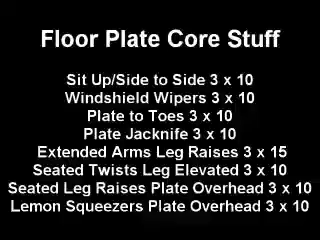 Floor Plate Core Stuff
Sit Up/Side to Side 3 x 10
Windshield Wipers 3 x 10
Plate to Toes 3 x 10
Plate Jacknife 3 x 10
Extended Arms Leg Raises 3 x 15
Seated Twists Leg Elevated 3 x 10
Seated Leg Raises Plate Overhead 3 x 10
Lemon Squeezers Plate Overhead 3 x 10